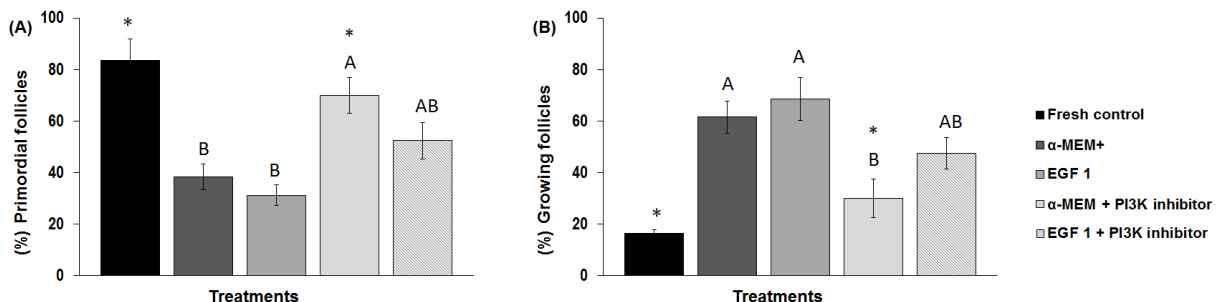 (A)
(%) Primordial follicles
100
80
60
40
20
0
*
B
B
*
A
AB
Treatments
(B)
(%) Growing follicles
100
80
60
40
20
0
*
A
A
*
B
AB
Treatments
Fresh control
α-MEM+
EGF 1
α-MEM + PI3K inhibitor
EGF 1 + PI3K inhibitor